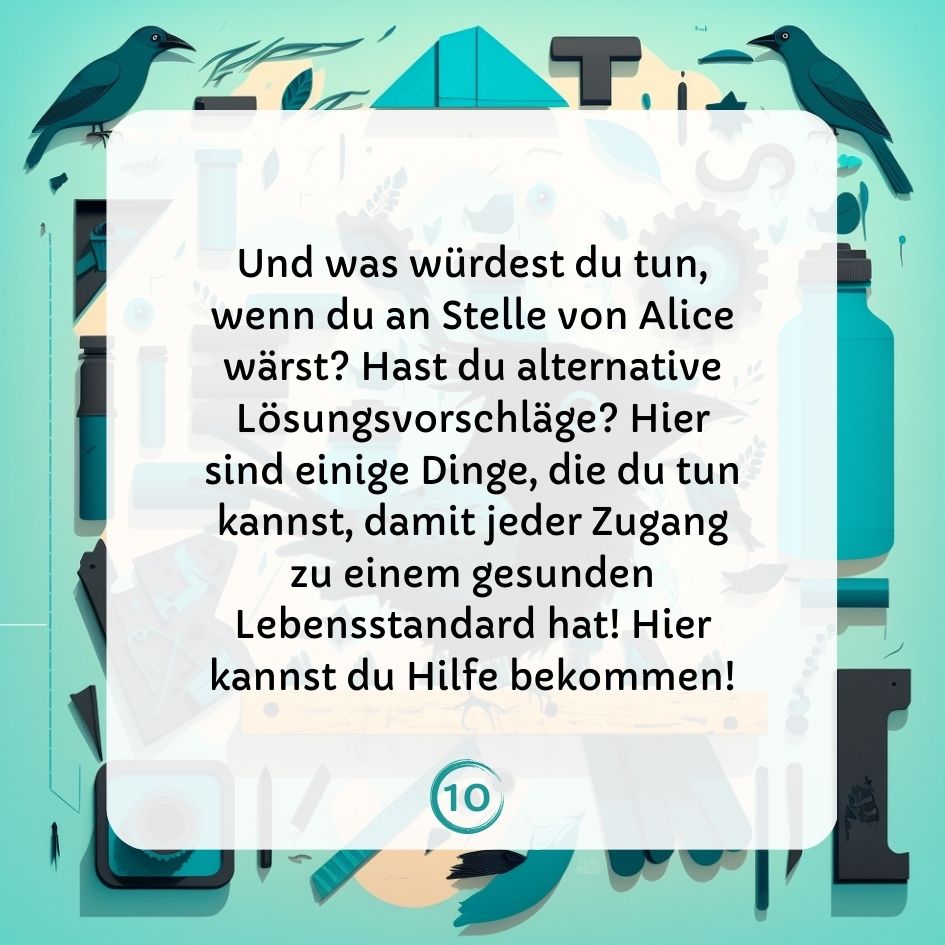 Und was würdest du tun,
wenn du an Stelle von Alice
wärst? Hast du alternative
Lösungsvorschläge? Hier
sind einige Dinge, die du tun
kannst, damit jeder Zugang
zu einem gesunden
Lebensstandard hat! Hier
kannst du Hilfe bekommen!
10